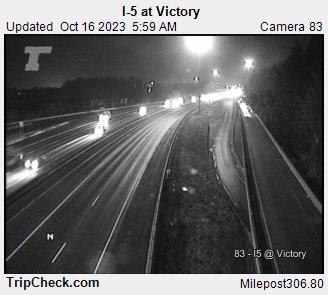 I-5 at Victory
Updated Oct 16 2023 5:59 AM Camera 83
T
N
83 - I5 @ Victory
TripCheck.com Milepost306.80